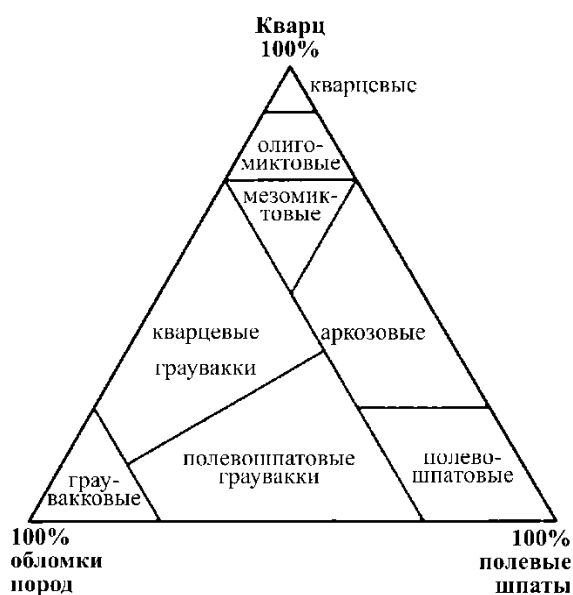 Кварц
100%
кварцевые
олиго-
миктовые
мезомик-
товые
кварцевые
граувакки
аркозовые
полевошпатовые
граувакки
полево-
шпатовые
грау-
вакковые
100%
обломки
пород
100%
полевые
шпаты